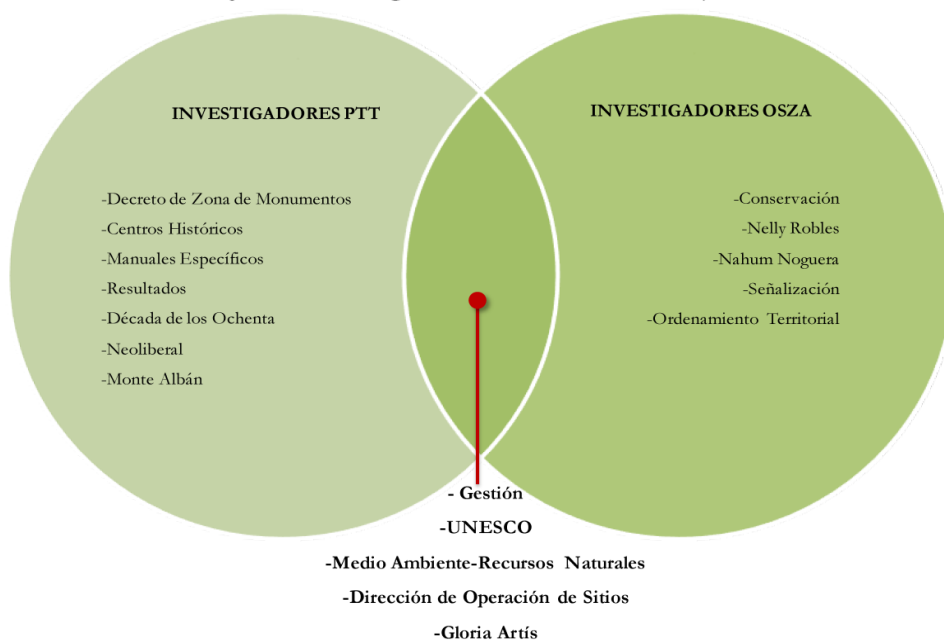 INVESTIGADORES PTT
-Decreto de Zona de Monumentos
-Centros Históricos
-Manuales Específicos
-Resultados
-Década de los Ochenta
-Neoliberal
-Monte Albán
INVESTIGADORES OSZA
-Conservación
-Nelly Robles
-Nahum Noguera
-Señalización
-Ordenamiento Territorial
- Gestión
-UNESCO
-Medio Ambiente-Recursos Naturales
-Dirección de Operación de Sitios
-Gloria Artís